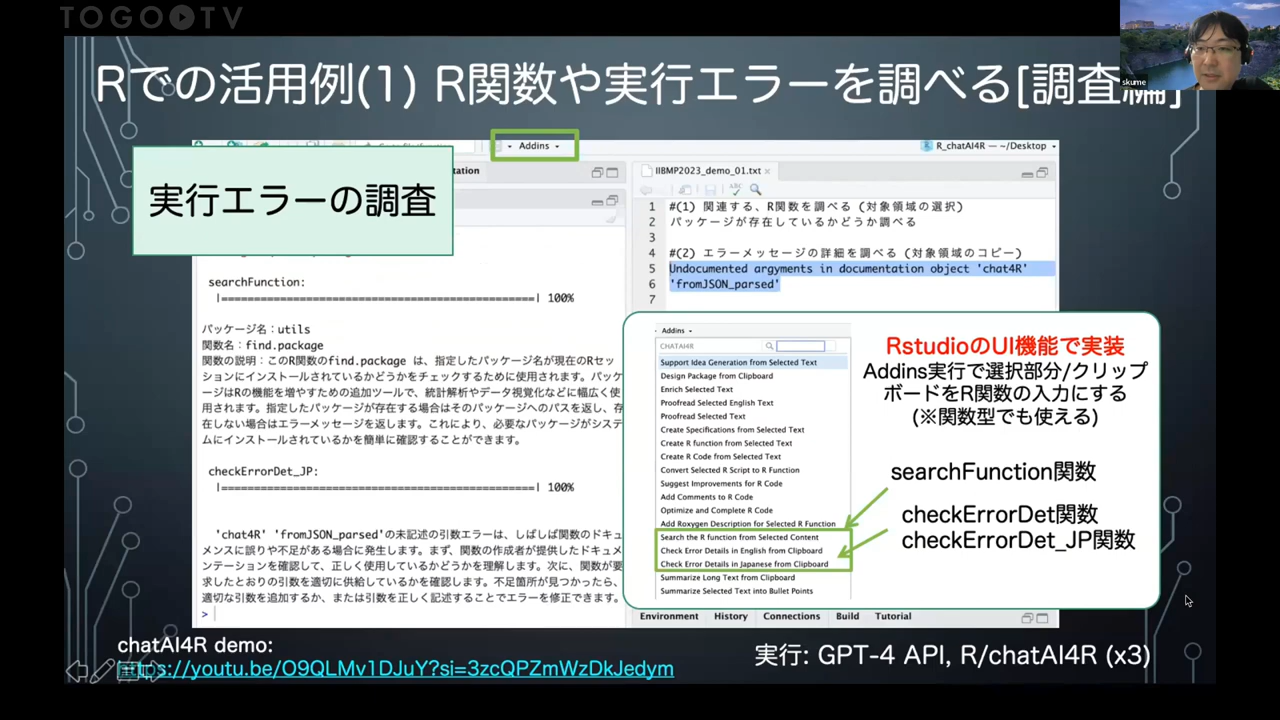 TOGO TV
Rでの活用例(1) R関数や実行エラーを調べる[調査編]
skume
Addins
R_chatAI4R — ~/Desktop
実行エラーの調査
IIBMP2023_demo_01.txt
1 #(1) 関連する、R関数を調べる (対象領域の選択)
2 パッケージが存在しているかどうか調べる
3
4 #(2) エラーメッセージの詳細を調べる (対象領域のコピー)
5 Undocumented argyments in documentation object 'chat4R'
6 'fromJSON_parsed'
7
searchFunction:
|================================================| 100%
パッケージ名：utils
関数名：find.package
関数の説明：このR関数のfind.package は、指定したパッケージ名が現在のRセッ
ションにインストールされているかどうかをチェックするために使用されます。パッケ
ージはRの機能を増やすための追加ツールで、統計解析やデータ視覚化などに幅広く使
用されます。指定したパッケージが存在する場合はそのパッケージへのパスを返し、存
在しない場合はエラーメッセージを返します。これにより、必要なパッケージがシステ
ムにインストールされているかを簡単に確認することができます。
checkErrorDet_JP:
|================================================| 100%
'chat4R' 'fromJSON_parsed'の未記述の引数エラーは、しばしば関数のドキュ
メンスに誤りや不足がある場合に発生します。まず、関数の作成者が提供したドキュメ
ンテーションを確認して、正しく使用しているかどうかを理解します。次に、関数が要
求したとおりの引数を適切に供給しているかを確認します。不足箇所が見つかったら、
適切な引数を追加するか、または引数を正しく記述することでエラーを修正できます。
>
Addins
CHATAI4R
Support Idea Generation from Selected Text
Design Package from Clipboard
Enrich Selected Text
Proofread Selected English Text
Proofread Selected Text
Create Specifications from Selected Text
Create R function from Selected Text
Create R Code from Selected Text
Convert Selected R Script to R Function
Suggest Improvements for R Code
Add Comments to R Code
Optimize and Complete R Code
Add Roxygen Description for Selected R Function
Search the R function from Selected Content
Check Error Details in English from Clipboard
Check Error Details in Japanese from Clipboard
Summarize Long Text from Clipboard
Summarize Selected Text into Bullet Points
RstudioのUI機能で実装
Addins実行で選択部分/クリップ
ボードをR関数の入力にする
(※関数型でも使える)
searchFunction関数
checkErrorDet関数
checkErrorDet_JP関数
Environment History Connections Build Tutorial
chatAI4R demo:
https://youtu.be/O9QLMv1DJuY?si=3zcQPZmWzDkJedym
実行: GPT-4 API, R/chatAI4R (x3)